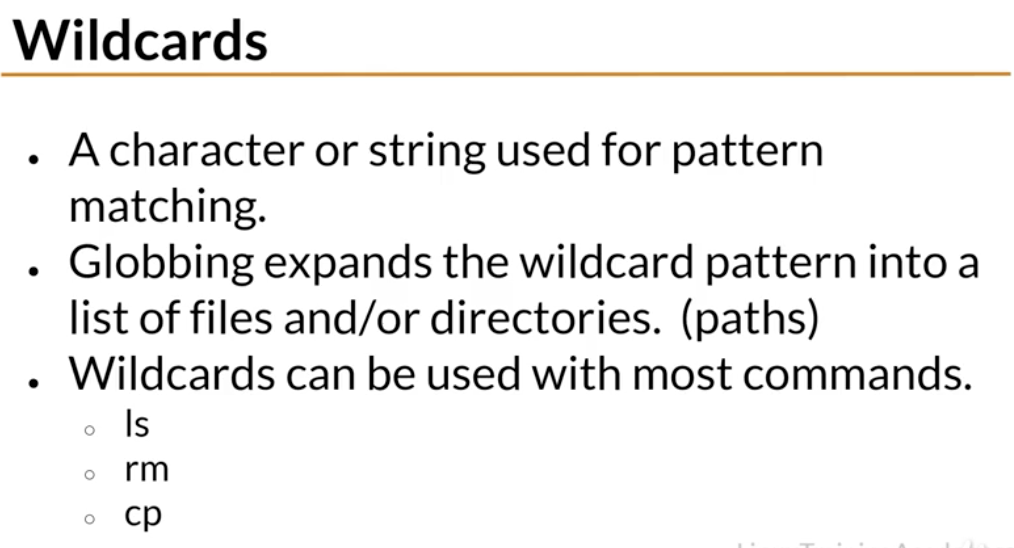 Wildcards
• A character or string used for pattern
matching.
• Globbing expands the wildcard pattern into a
list of files and/or directories. (paths)
• Wildcards can be used with most commands.
○ ls
○ rm
○ cp